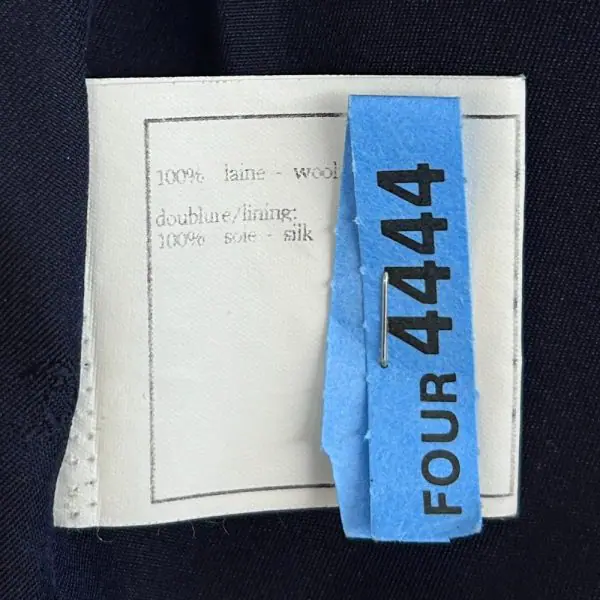 100% laine - wool
doublure/lining:
100% soie - silk
FOUR 4444